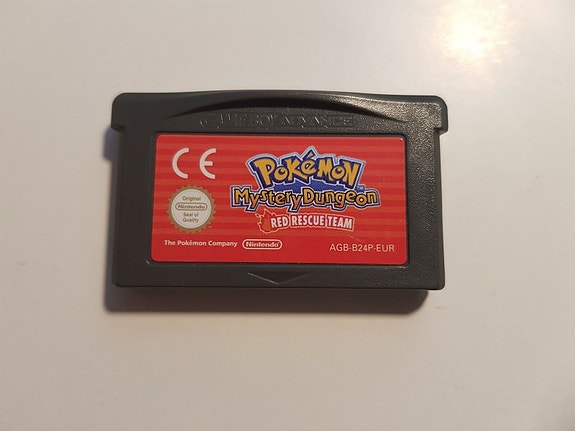 GAME BOY ADVANCE
CE
POKéMON
TM
Mystery Dungeon
RED RESCUE TEAM
Original
Nintendo
Seal of
Quality
The Pokémon Company
Nintendo
AGB-B24P-EUR